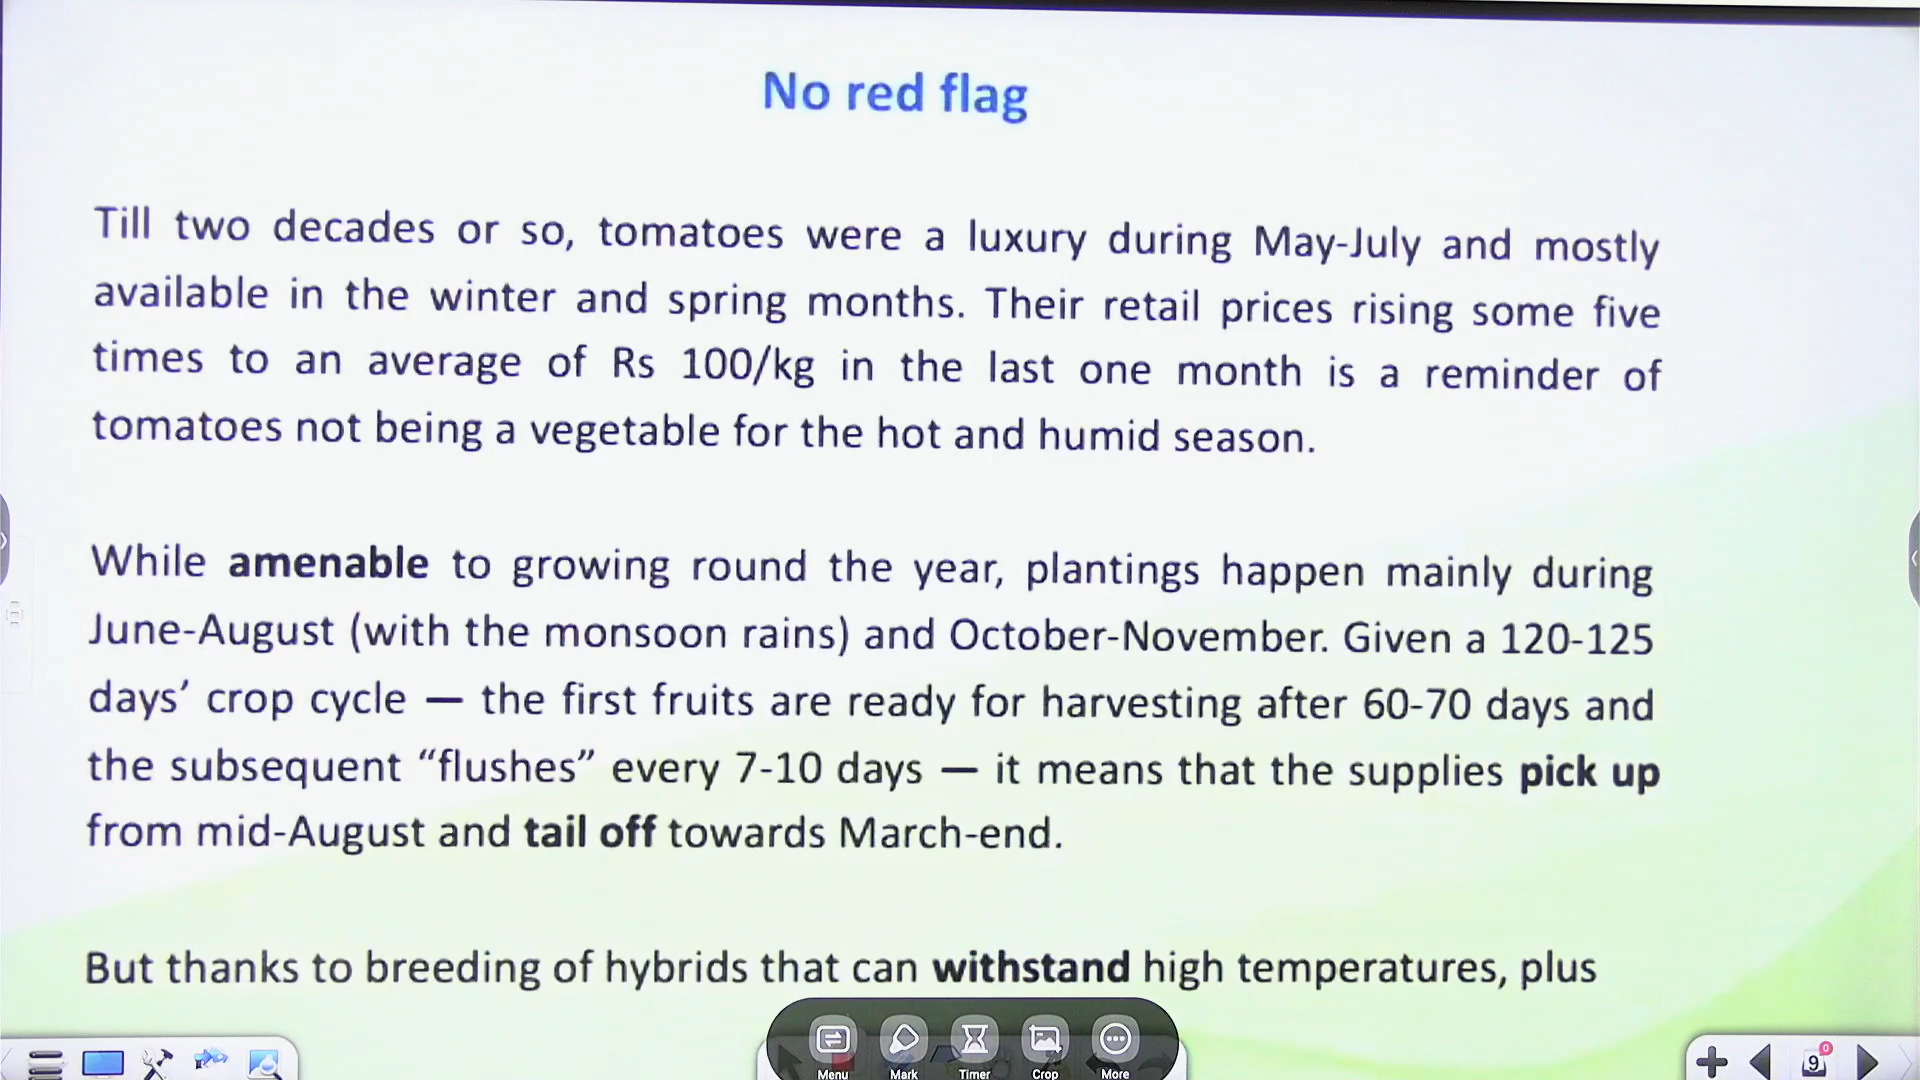 No red flag
Till two decades or so, tomatoes were a luxury during May-July and mostly
available in the winter and spring months. Their retail prices rising some five
times to an average of Rs 100/kg in the last one month is a reminder of
tomatoes not being a vegetable for the hot and humid season.
While amenable to growing round the year, plantings happen mainly during
June-August (with the monsoon rains) and October-November. Given a 120-125
days’ crop cycle — the first fruits are ready for harvesting after 60-70 days and
the subsequent “flushes” every 7-10 days — it means that the supplies pick up
from mid-August and tail off towards March-end.
But thanks to breeding of hybrids that can withstand high temperatures, plus
Menu Mark Timer Crop More
9 0